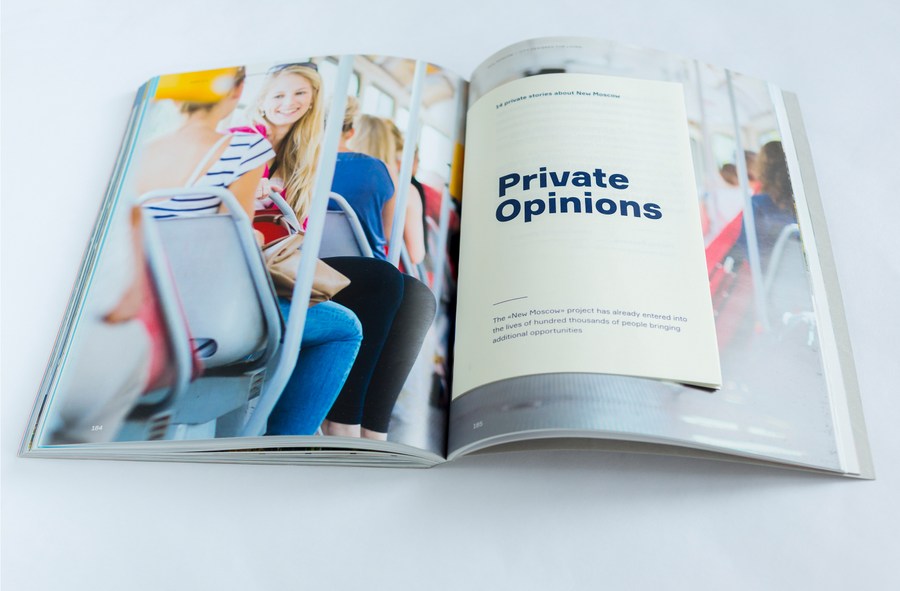 14 private stories about New Moscow
Private
Opinions
The «New Moscow» project has already entered into
the lives of hundred thousands of people bringing
additional opportunities
184
185